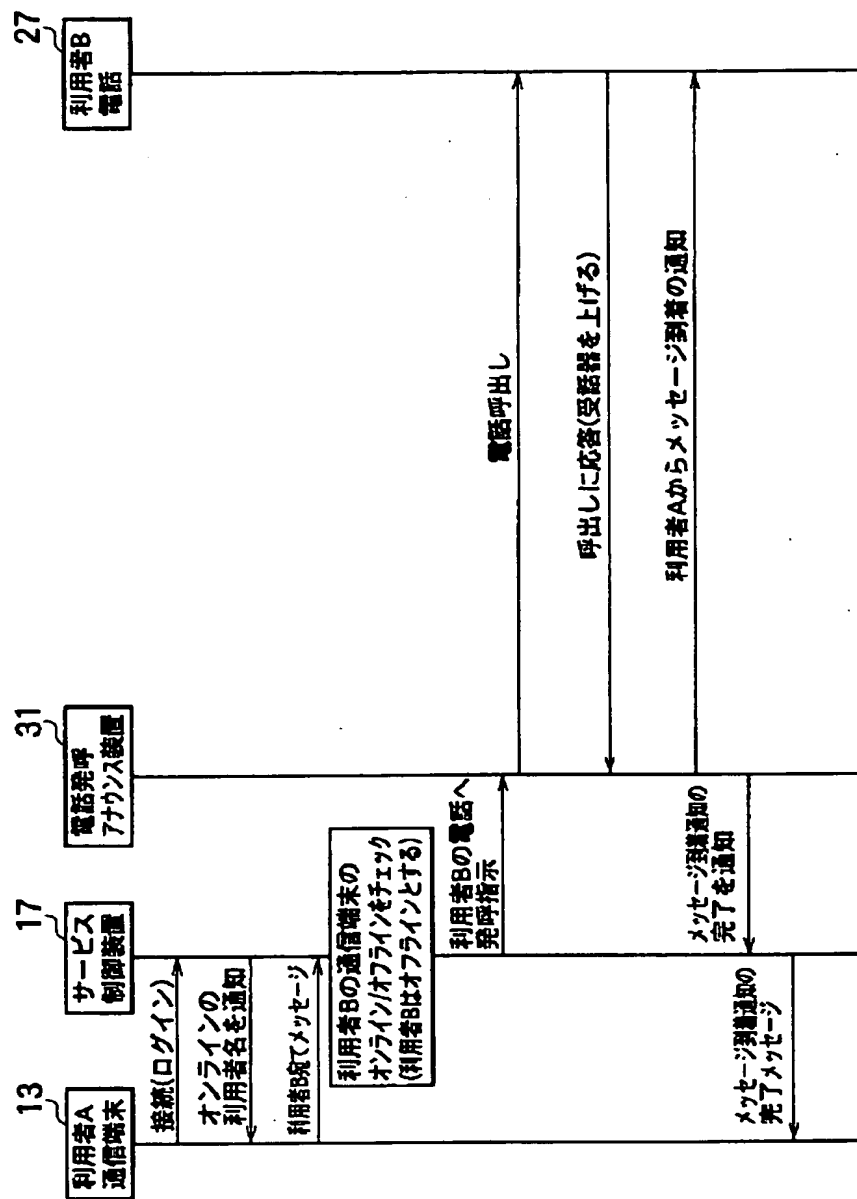 13
利用者A
通信端末
17
サービス
制御装置
31
電話発呼
アナウンス装置
27
利用者B
電話
接続(ログイン)
オンラインの
利用者名を通知
利用者B宛てメッセージ
利用者Bの通信端末の
オンライン/オフラインをチェック
(利用者Bはオフラインとする)
利用者Bの電話へ
発呼指示
電話呼出し
呼出しに応答(受話器を上げる)
利用者Aからメッセージ到着の通知
メッセージ到着通知の
完了を通知
メッセージ到着通知の
完了メッセージ